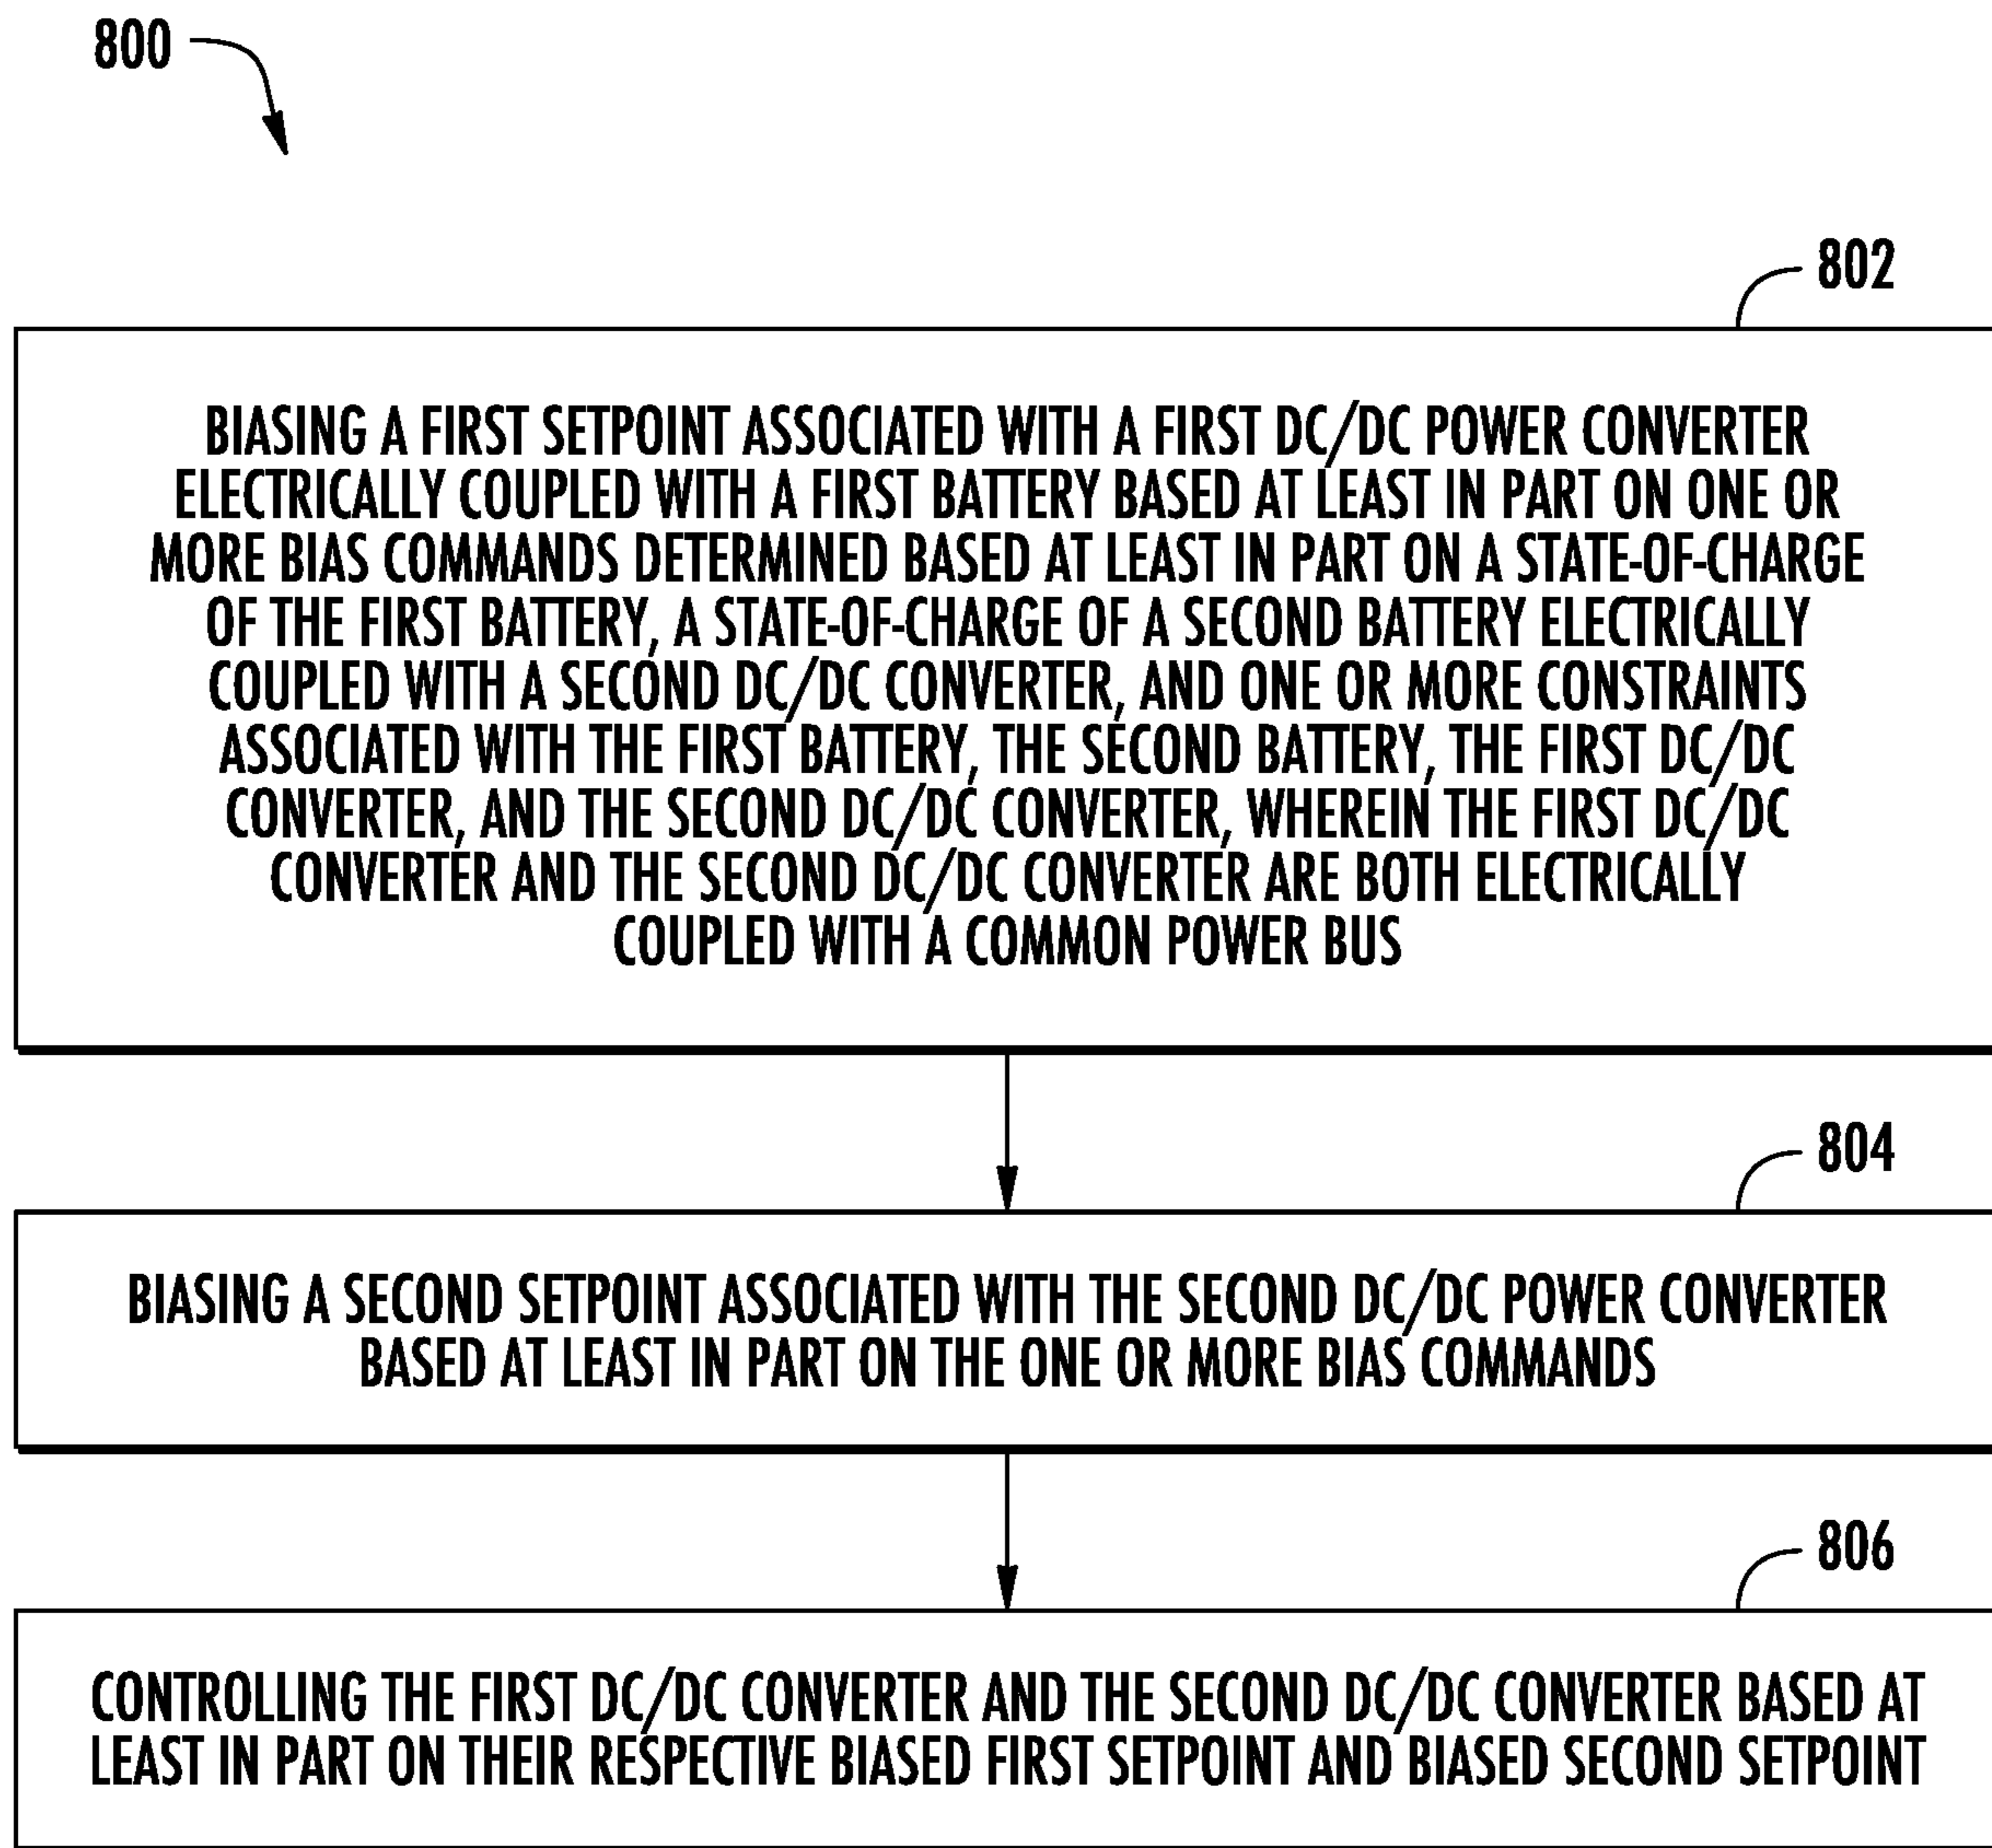 800
802
BIASING A FIRST SETPOINT ASSOCIATED WITH A FIRST DC/DC POWER CONVERTER
ELECTRICALLY COUPLED WITH A FIRST BATTERY BASED AT LEAST IN PART ON ONE OR
MORE BIAS COMMANDS DETERMINED BASED AT LEAST IN PART ON A STATE-OF-CHARGE
OF THE FIRST BATTERY, A STATE-OF-CHARGE OF A SECOND BATTERY ELECTRICALLY
COUPLED WITH A SECOND DC/DC CONVERTER, AND ONE OR MORE CONSTRAINTS
ASSOCIATED WITH THE FIRST BATTERY, THE SECOND BATTERY, THE FIRST DC/DC
CONVERTER, AND THE SECOND DC/DC CONVERTER, WHEREIN THE FIRST DC/DC
CONVERTER AND THE SECOND DC/DC CONVERTER ARE BOTH ELECTRICALLY
COUPLED WITH A COMMON POWER BUS
804
BIASING A SECOND SETPOINT ASSOCIATED WITH THE SECOND DC/DC POWER CONVERTER
BASED AT LEAST IN PART ON THE ONE OR MORE BIAS COMMANDS
806
CONTROLLING THE FIRST DC/DC CONVERTER AND THE SECOND DC/DC CONVERTER BASED AT
LEAST IN PART ON THEIR RESPECTIVE BIASED FIRST SETPOINT AND BIASED SECOND SETPOINT